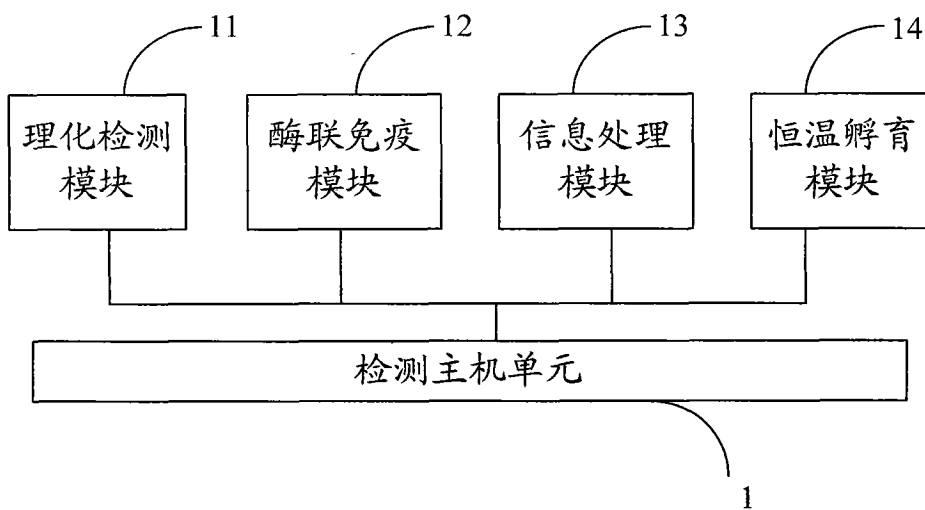 11
12
13
14
理化检测
模块
酶联免疫
模块
信息处理
模块
恒温孵育
模块
检测主机单元
1